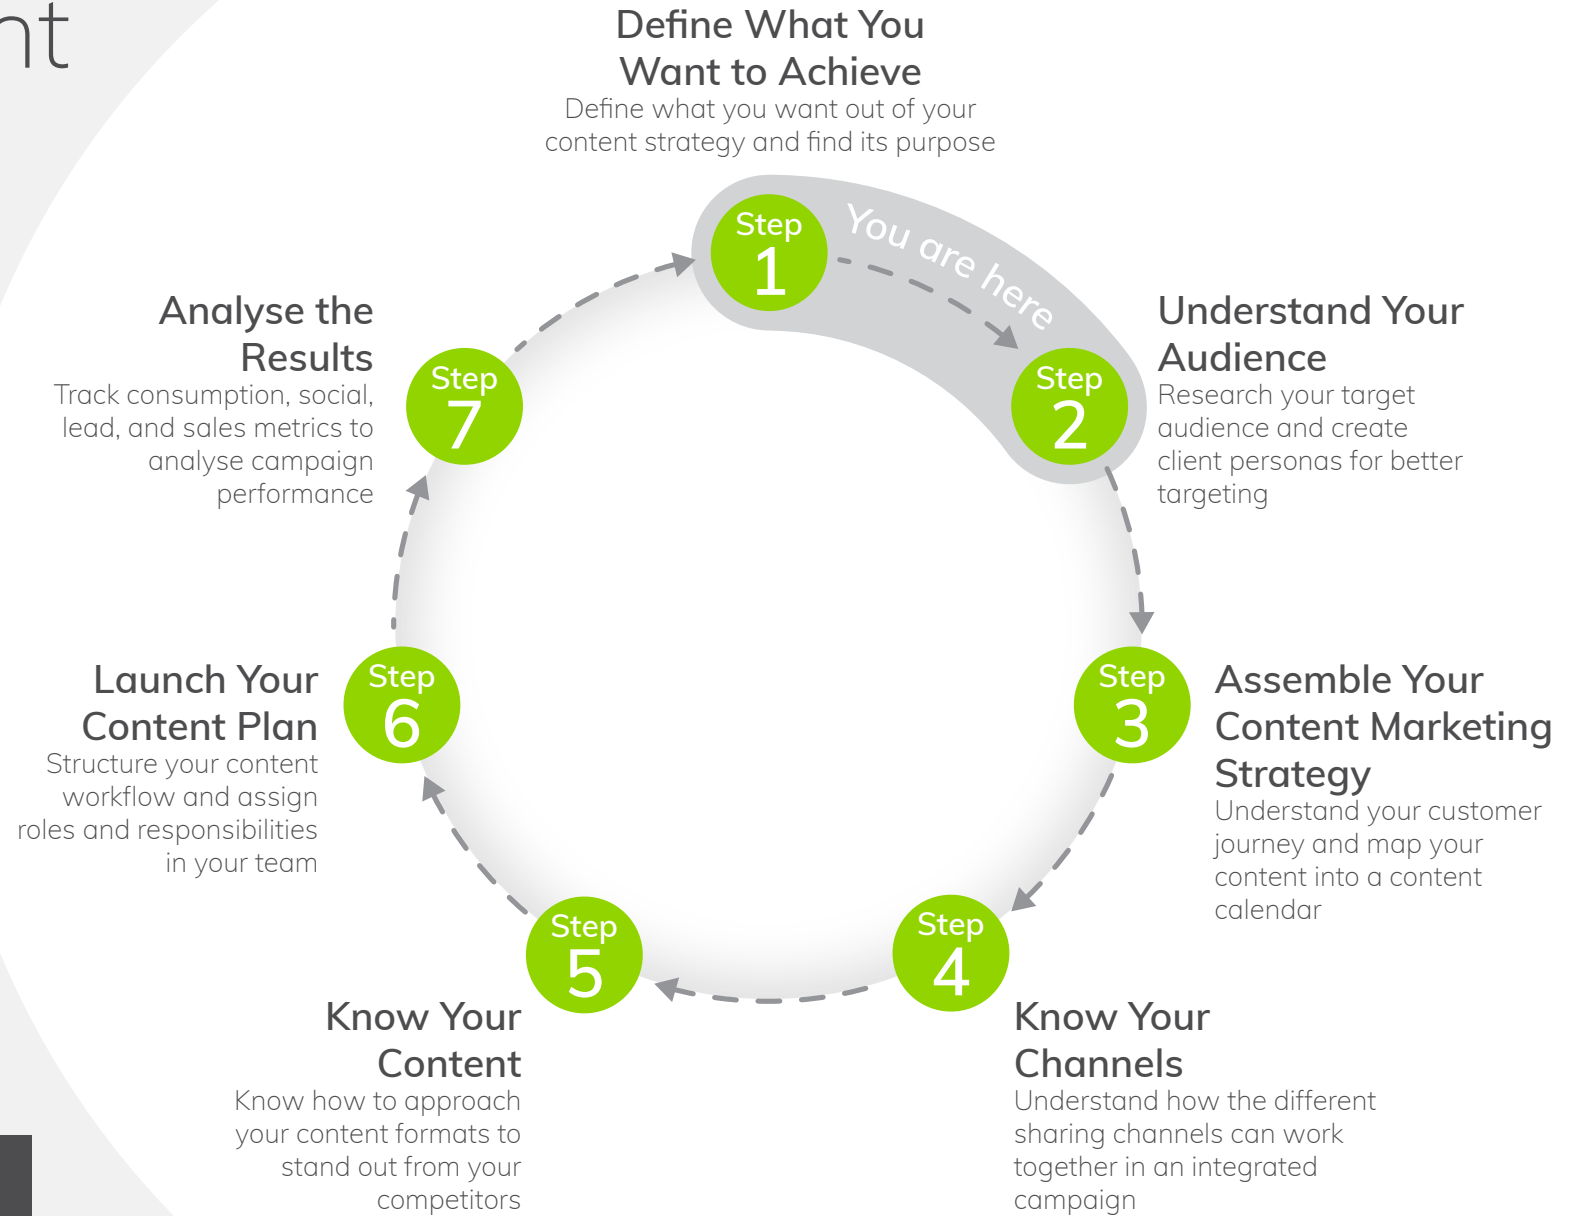 nt
Define What You
Want to Achieve
Define what you want out of your
content strategy and find its purpose
Step
1
You are here
Step
2
Understand Your
Audience
Research your target
audience and create
client personas for better
targeting
Step
3
Assemble Your
Content Marketing
Strategy
Understand your customer
journey and map your
content into a content
calendar
Step
4
Know Your
Channels
Understand how the different
sharing channels can work
together in an integrated
campaign
Step
5
Know Your
Content
Know how to approach
your content formats to
stand out from your
competitors
Step
6
Launch Your
Content Plan
Structure your content
workflow and assign
roles and responsibilities
in your team
Step
7
Analyse the
Results
Track consumption, social,
lead, and sales metrics to
analyse campaign
performance